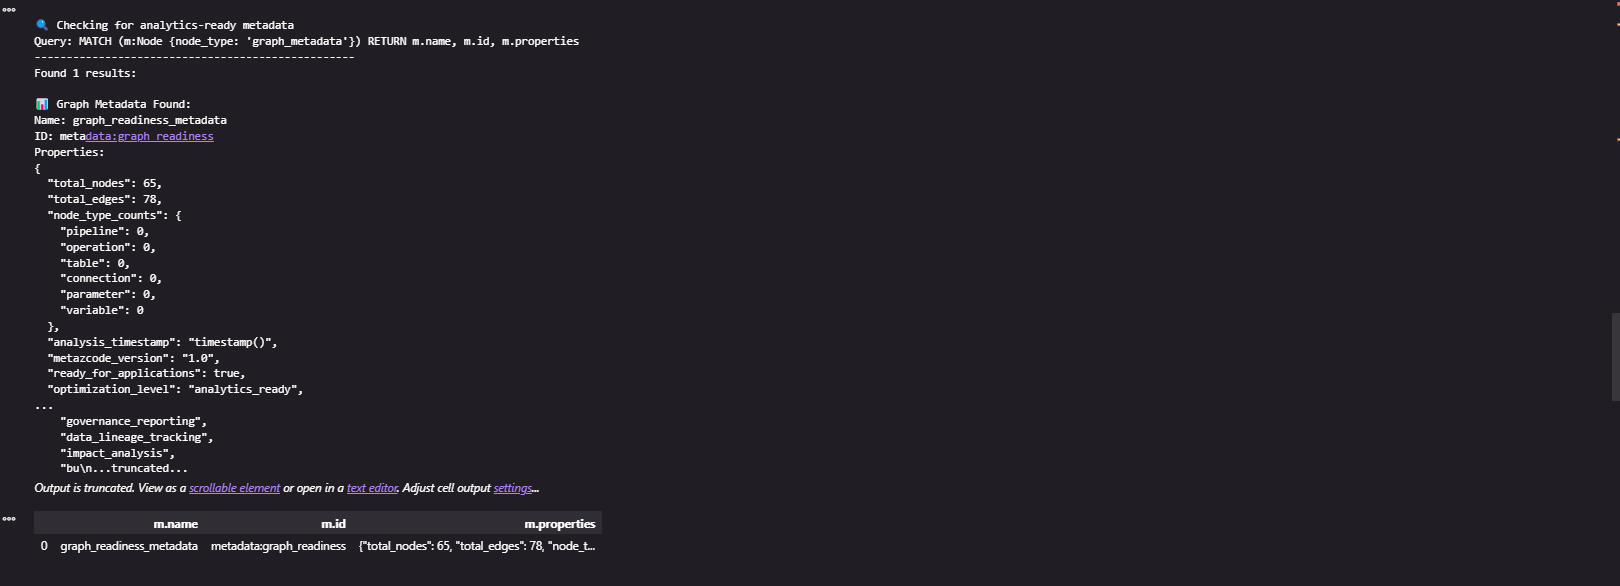 🔍 Checking for analytics-ready metadata
Query: MATCH (m:Node {node_type: 'graph_metadata'}) RETURN m.name, m.id, m.properties
--------------------------------------------------
Found 1 results:

📊 Graph Metadata Found:
Name: graph_readiness_metadata
ID: metadata:graph_readiness
Properties:
{
  "total_nodes": 65,
  "total_edges": 78,
  "node_type_counts": {
    "pipeline": 0,
    "operation": 0,
    "table": 0,
    "connection": 0,
    "parameter": 0,
    "variable": 0
  },
  "analysis_timestamp": "timestamp()",
  "metazcode_version": "1.0",
  "ready_for_applications": true,
  "optimization_level": "analytics_ready",
...
    "governance_reporting",
    "data_lineage_tracking",
    "impact_analysis",
    "bu\n...truncated...
Output is truncated. View as a scrollable element or open in a text editor. Adjust cell output settings...
m.name m.id m.properties
0 graph_readiness_metadata metadata:graph_readiness {"total_nodes": 65, "total_edges": 78, "node_t...